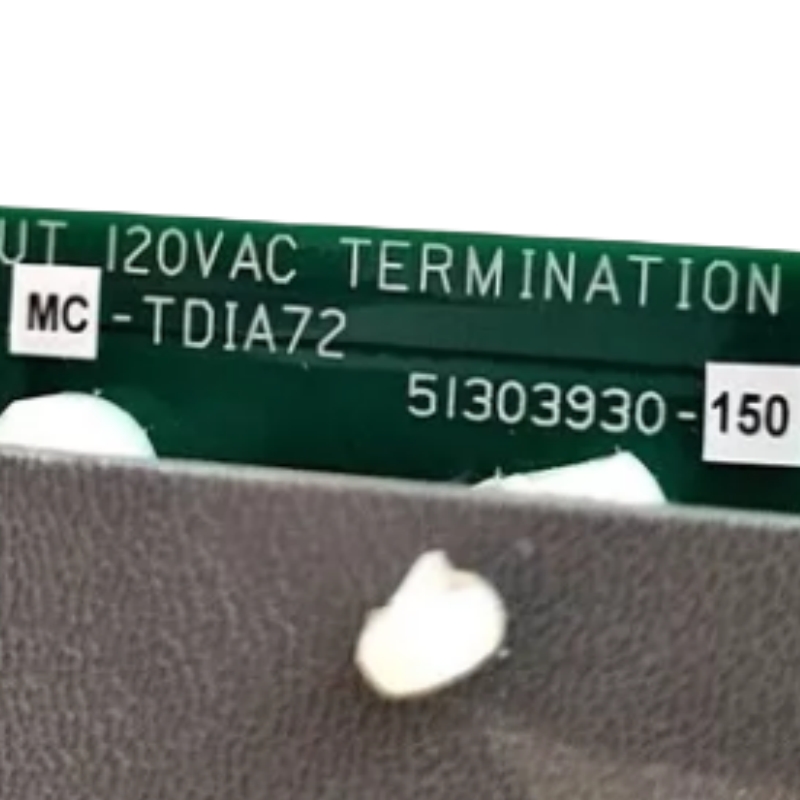 UT 120VAC TERMINATION
MC-TDIA72
51303930-150